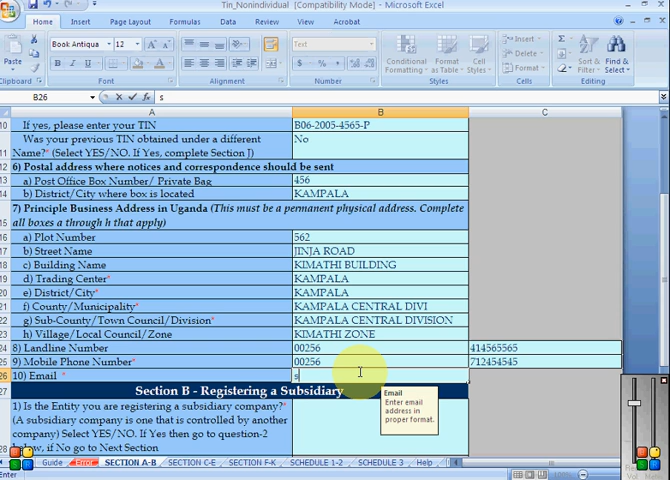 Tin_Nonindividual [Compatibility Mode] - Microsoft Excel
Home Insert Page Layout Formulas Data Review View Acrobat
Book Antiqua 12 General
Paste
B I U
Conditional Formatting Format as Table Cell Styles
Insert
Delete
Format
Sort & Filter Find & Select
Clipboard Font Alignment Number Styles Cells Editing
B26 s
A B C
10 If yes, please enter your TIN B06-2005-4565-P
Was your previous TIN obtained under a different
11 Name?* (Select YES/NO. If Yes, complete Section J) No
12 6) Postal address where notices and correspondence should be sent
13 a) Post Office Box Number/ Private Bag 456
14 b) District/City where box is located KAMPALA
7) Principle Business Address in Uganda (This must be a permanent physical address. Complete
15 all boxes a through h that apply)
16 a) Plot Number 562
17 b) Street Name JINJA ROAD
18 c) Building Name KIMATHI BUILDING
19 d) Trading Center* KAMPALA
20 e) District/City* KAMPALA
21 f) County/Municipality* KAMPALA CENTRAL DIVI
22 g) Sub-County/Town Council/Division* KAMPALA CENTRAL DIVISION
23 h) Village/Local Council/Zone KIMATHI ZONE
24 8) Landline Number 00256 414565565
25 9) Mobile Phone Number* 00256 712454545
26 10) Email * s
27 Section B - Registering a Subsidiary
Email
Enter email
address in
proper format.
1) Is the Entity you are registering a subsidiary company?*
(A subsidiary company is one that is controlled by another
company) Select YES/NO. If Yes then go to question-2
28 below, if No go to Next Section
Guide Error SECTION A-B SECTION C-E SECTION F-K SCHEDULE 1-2 SCHEDULE 3 Help
Enter 100%